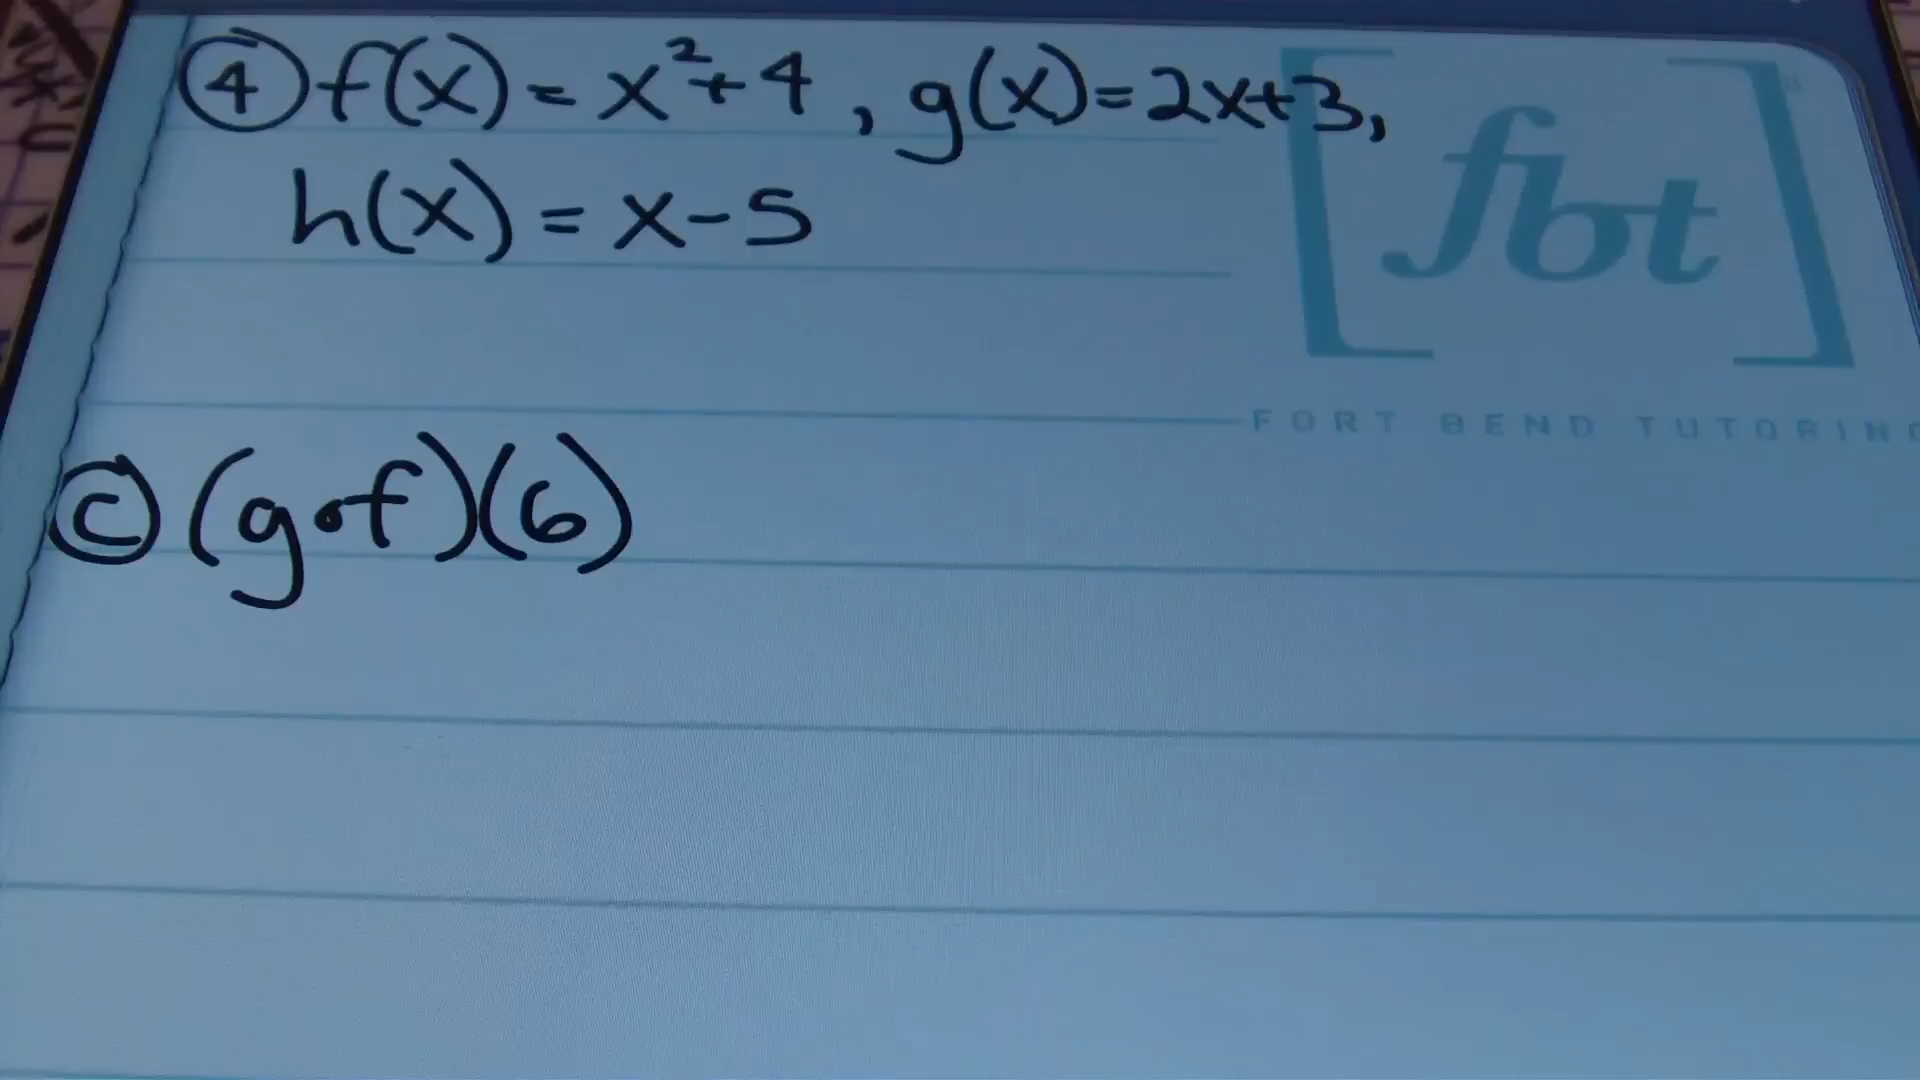 ④ f(x) = x²+4, g(x)=2x+3,
h(x) = x-5
fbt
FORT BEND TUTORING
ⓒ (g∘f)(6)